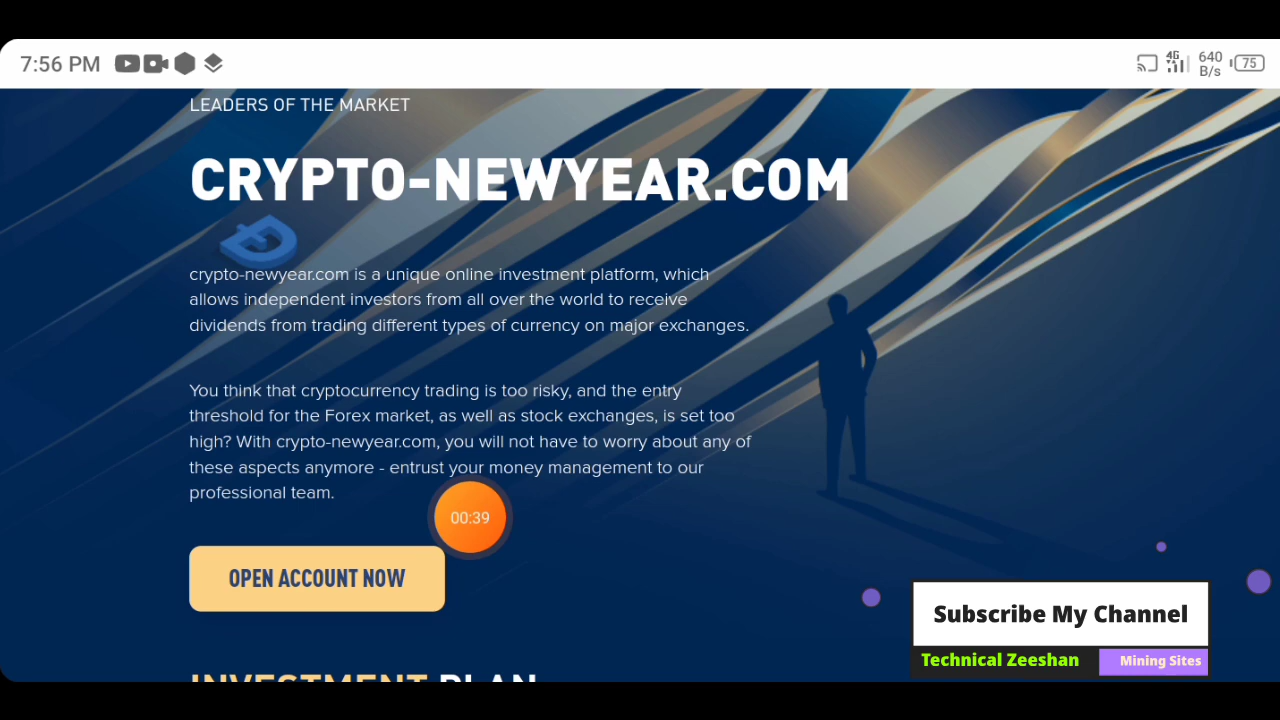 7:56 PM
4G
640
B/s
75
LEADERS OF THE MARKET
CRYPTO-NEWYEAR.COM
crypto-newyear.com is a unique online investment platform, which
allows independent investors from all over the world to receive
dividends from trading different types of currency on major exchanges.
You think that cryptocurrency trading is too risky, and the entry
threshold for the Forex market, as well as stock exchanges, is set too
high? With crypto-newyear.com, you will not have to worry about any of
these aspects anymore - entrust your money management to our
professional team.
00:39
OPEN ACCOUNT NOW
Subscribe My Channel
Technical Zeeshan
Mining Sites
INVESTMENT PLAN